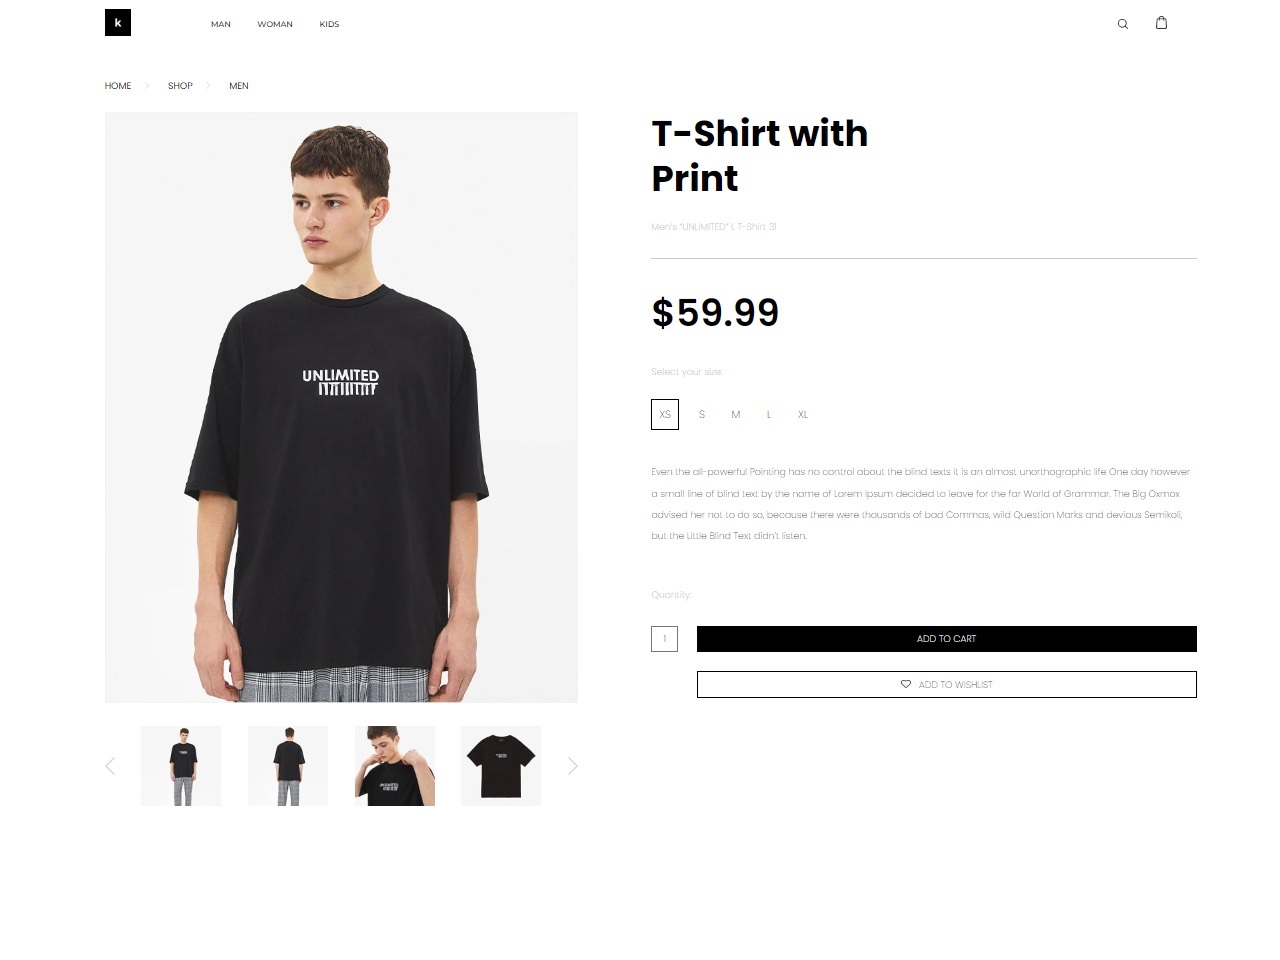 k
MAN WOMAN KIDS
HOME SHOP MEN
T-Shirt with
Print
Men's "UNLIMITED" L T-Shirt 31
$59.99
Select your size:
XS S M L XL
Even the all-powerful Pointing has no control about the blind texts it is an almost unorthographic life One day however
a small line of blind text by the name of Lorem Ipsum decided to leave for the far World of Grammar. The Big Oxmox
advised her not to do so, because there were thousands of bad Commas, wild Question Marks and devious Semikoli,
but the Little Blind Text didn't listen.
Quantity:
1 ADD TO CART
ADD TO WISHLIST
UNLIMITED
UNLIMITED